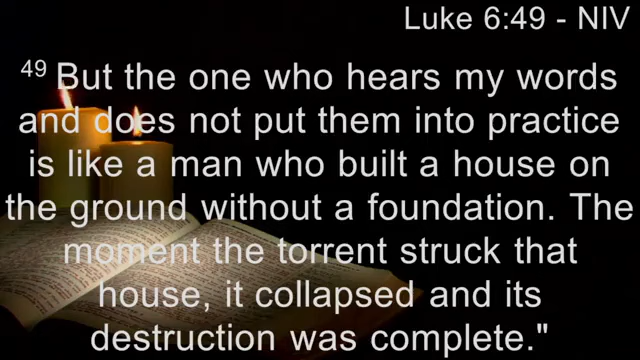 Luke 6:49 - NIV
49 But the one who hears my words
and does not put them into practice
is like a man who built a house on
the ground without a foundation. The
moment the torrent struck that
house, it collapsed and its
destruction was complete."